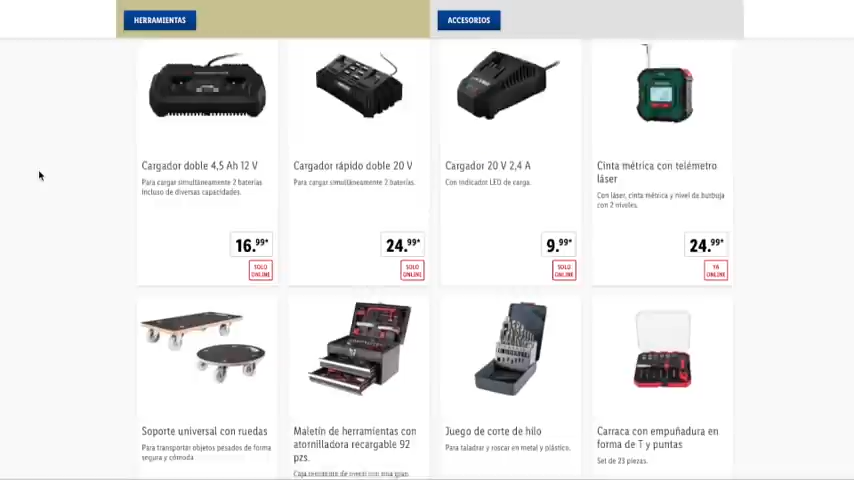 HERRAMIENTAS
ACCESORIOS
Cargador doble 4,5 Ah 12 V
Para cargar simultáneamente 2 baterías
incluso de diversas capacidades.
16.99*
SOLO
ONLINE
Cargador rápido doble 20 V
Para cargar simultáneamente 2 baterías.
24.99*
SOLO
ONLINE
Cargador 20 V 2,4 A
Con indicador LED de carga.
9.99*
SOLO
ONLINE
Cinta métrica con telémetro
láser
Con láser, cinta métrica y nivel de burbuja
con 2 niveles.
24.99*
YA
ONLINE
Soporte universal con ruedas
Para transportar objetos pesados de forma
segura y cómoda
Maletín de herramientas con
atornilladora recargable 92
pzs.
Juego de corte de hilo
Para taladrar y roscar en metal y plástico.
Carraca con empuñadura en
forma de T y puntas
Set de 23 piezas.